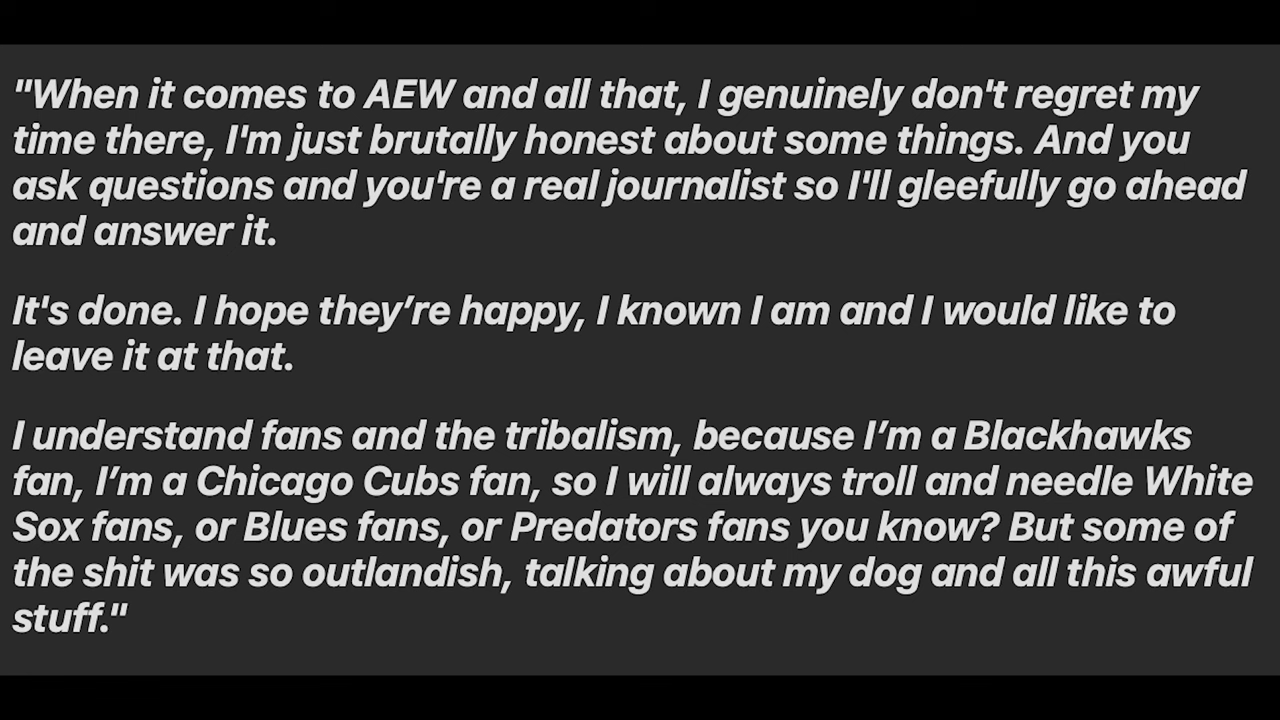 "When it comes to AEW and all that, I genuinely don't regret my
time there, I'm just brutally honest about some things. And you
ask questions and you're a real journalist so I'll gleefully go ahead
and answer it.
It's done. I hope they’re happy, I known I am and I would like to
leave it at that.
I understand fans and the tribalism, because I’m a Blackhawks
fan, I’m a Chicago Cubs fan, so I will always troll and needle White
Sox fans, or Blues fans, or Predators fans you know? But some of
the shit was so outlandish, talking about my dog and all this awful
stuff."